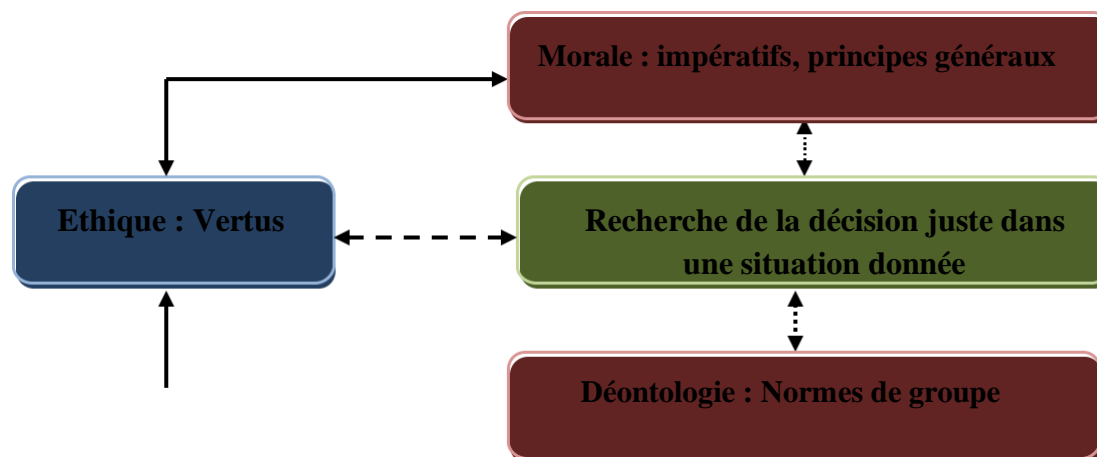 Morale : impératifs, principes généraux
Ethique : Vertus
Recherche de la décision juste dans
une situation donnée
Déontologie : Normes de groupe